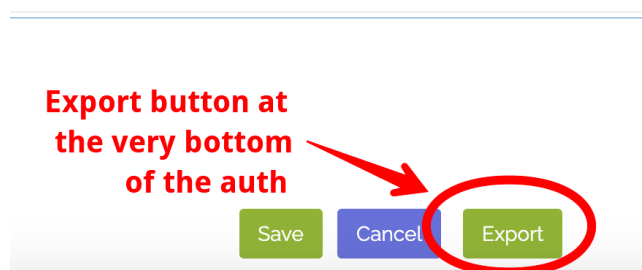 Export button at
the very bottom
of the auth
Save Cancel Export